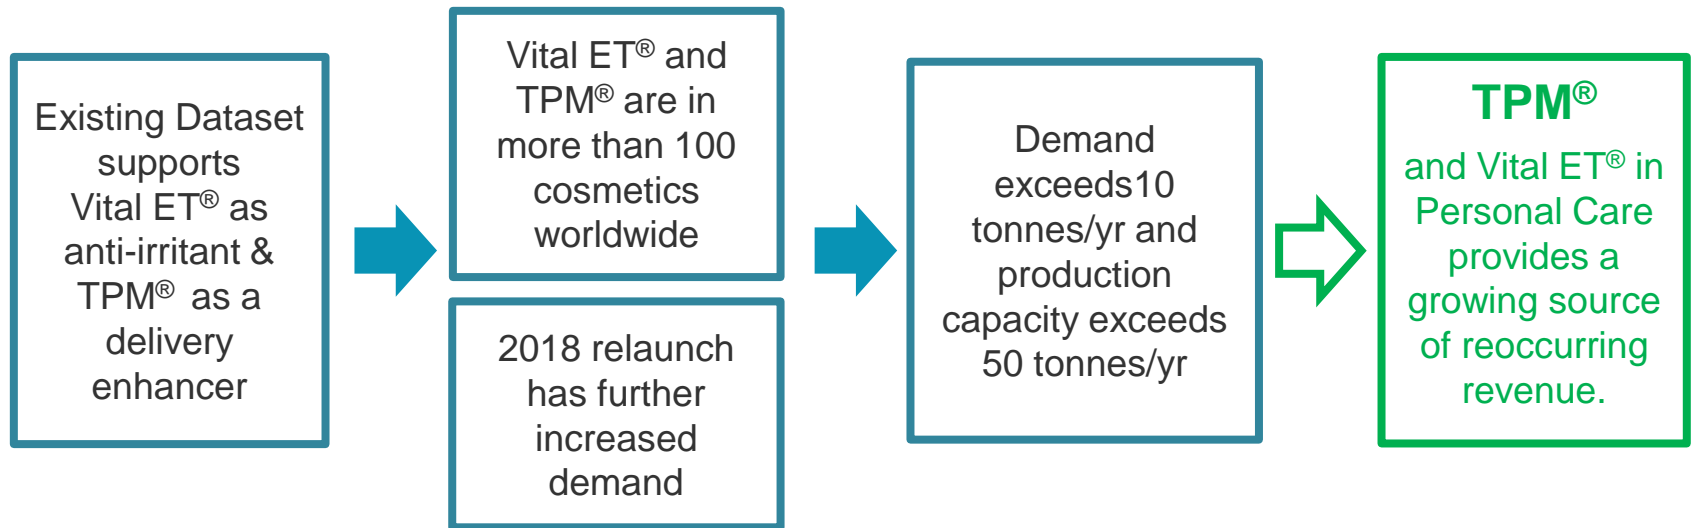 Existing Dataset
supports
Vital ET® as
anti-irritant &
TPM® as a
delivery
enhancer
Vital ET® and
TPM® are in
more than 100
cosmetics
worldwide
2018 relaunch
has further
increased
demand
Demand
exceeds10
tonnes/yr and
production
capacity exceeds
50 tonnes/yr
TPM®
and Vital ET® in
Personal Care
provides a
growing source
of reoccurring
revenue.